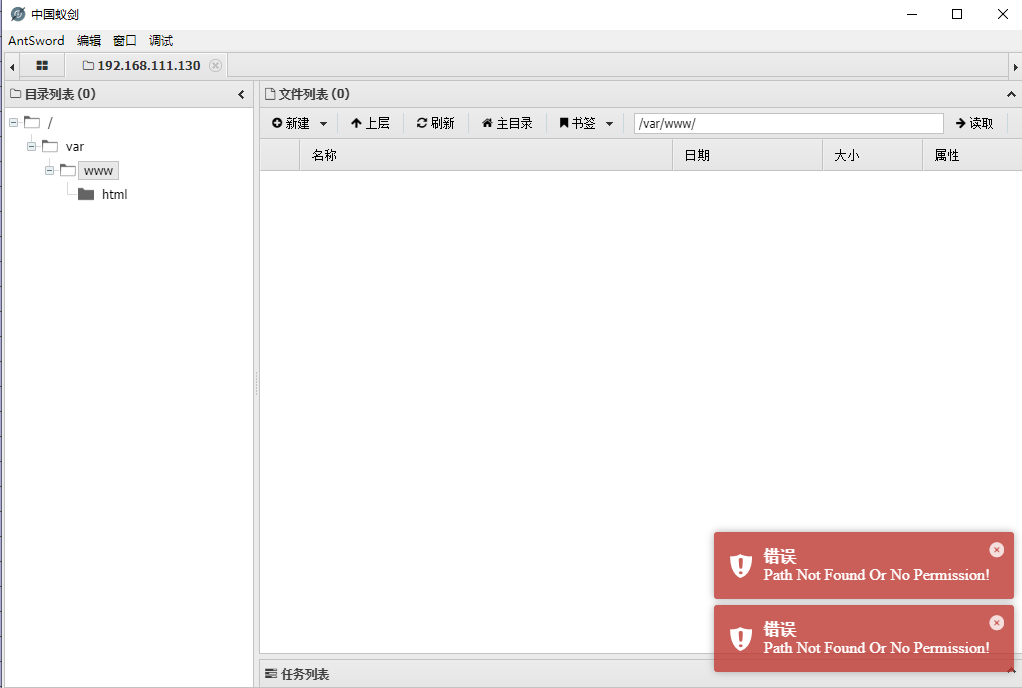 中国蚁剑
AntSword 编辑 窗口 调试
192.168.111.130
目录列表 (0)
文件列表 (0)
新建 上层 刷新 主目录 书签 /var/www/ 读取
名称 日期 大小 属性
/
var
www
html
错误
Path Not Found Or No Permission!
错误
Path Not Found Or No Permission!
任务列表